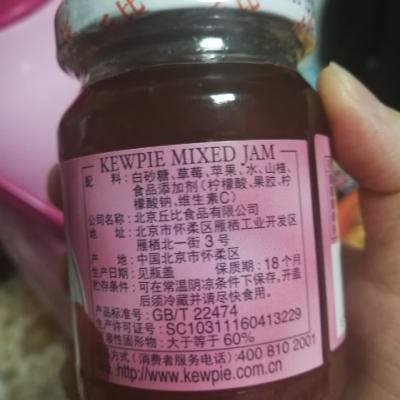 KEWPIE MIXED JAM
配 料:白砂糖、草莓、苹果、水、山楂、
食品添加剂(柠檬酸、果胶、柠
檬酸钠、维生素C)
公司名称:北京丘比食品有限公司
地 址:北京市怀柔区雁栖工业开发区
雁栖北一街3号
产 地:中国北京市怀柔区
生产日期:见瓶盖 保质期:18个月
贮存条件:可在常温阴凉条件下保存、开盖
后须冷藏并请尽快食用。
产品标准号:GB/T 22474
生产许可证号:SC10311160413229
溶性固形物:大于等于60%
方式(消费者服务电话):400 810 2001
http://www.kewpie.com.cn